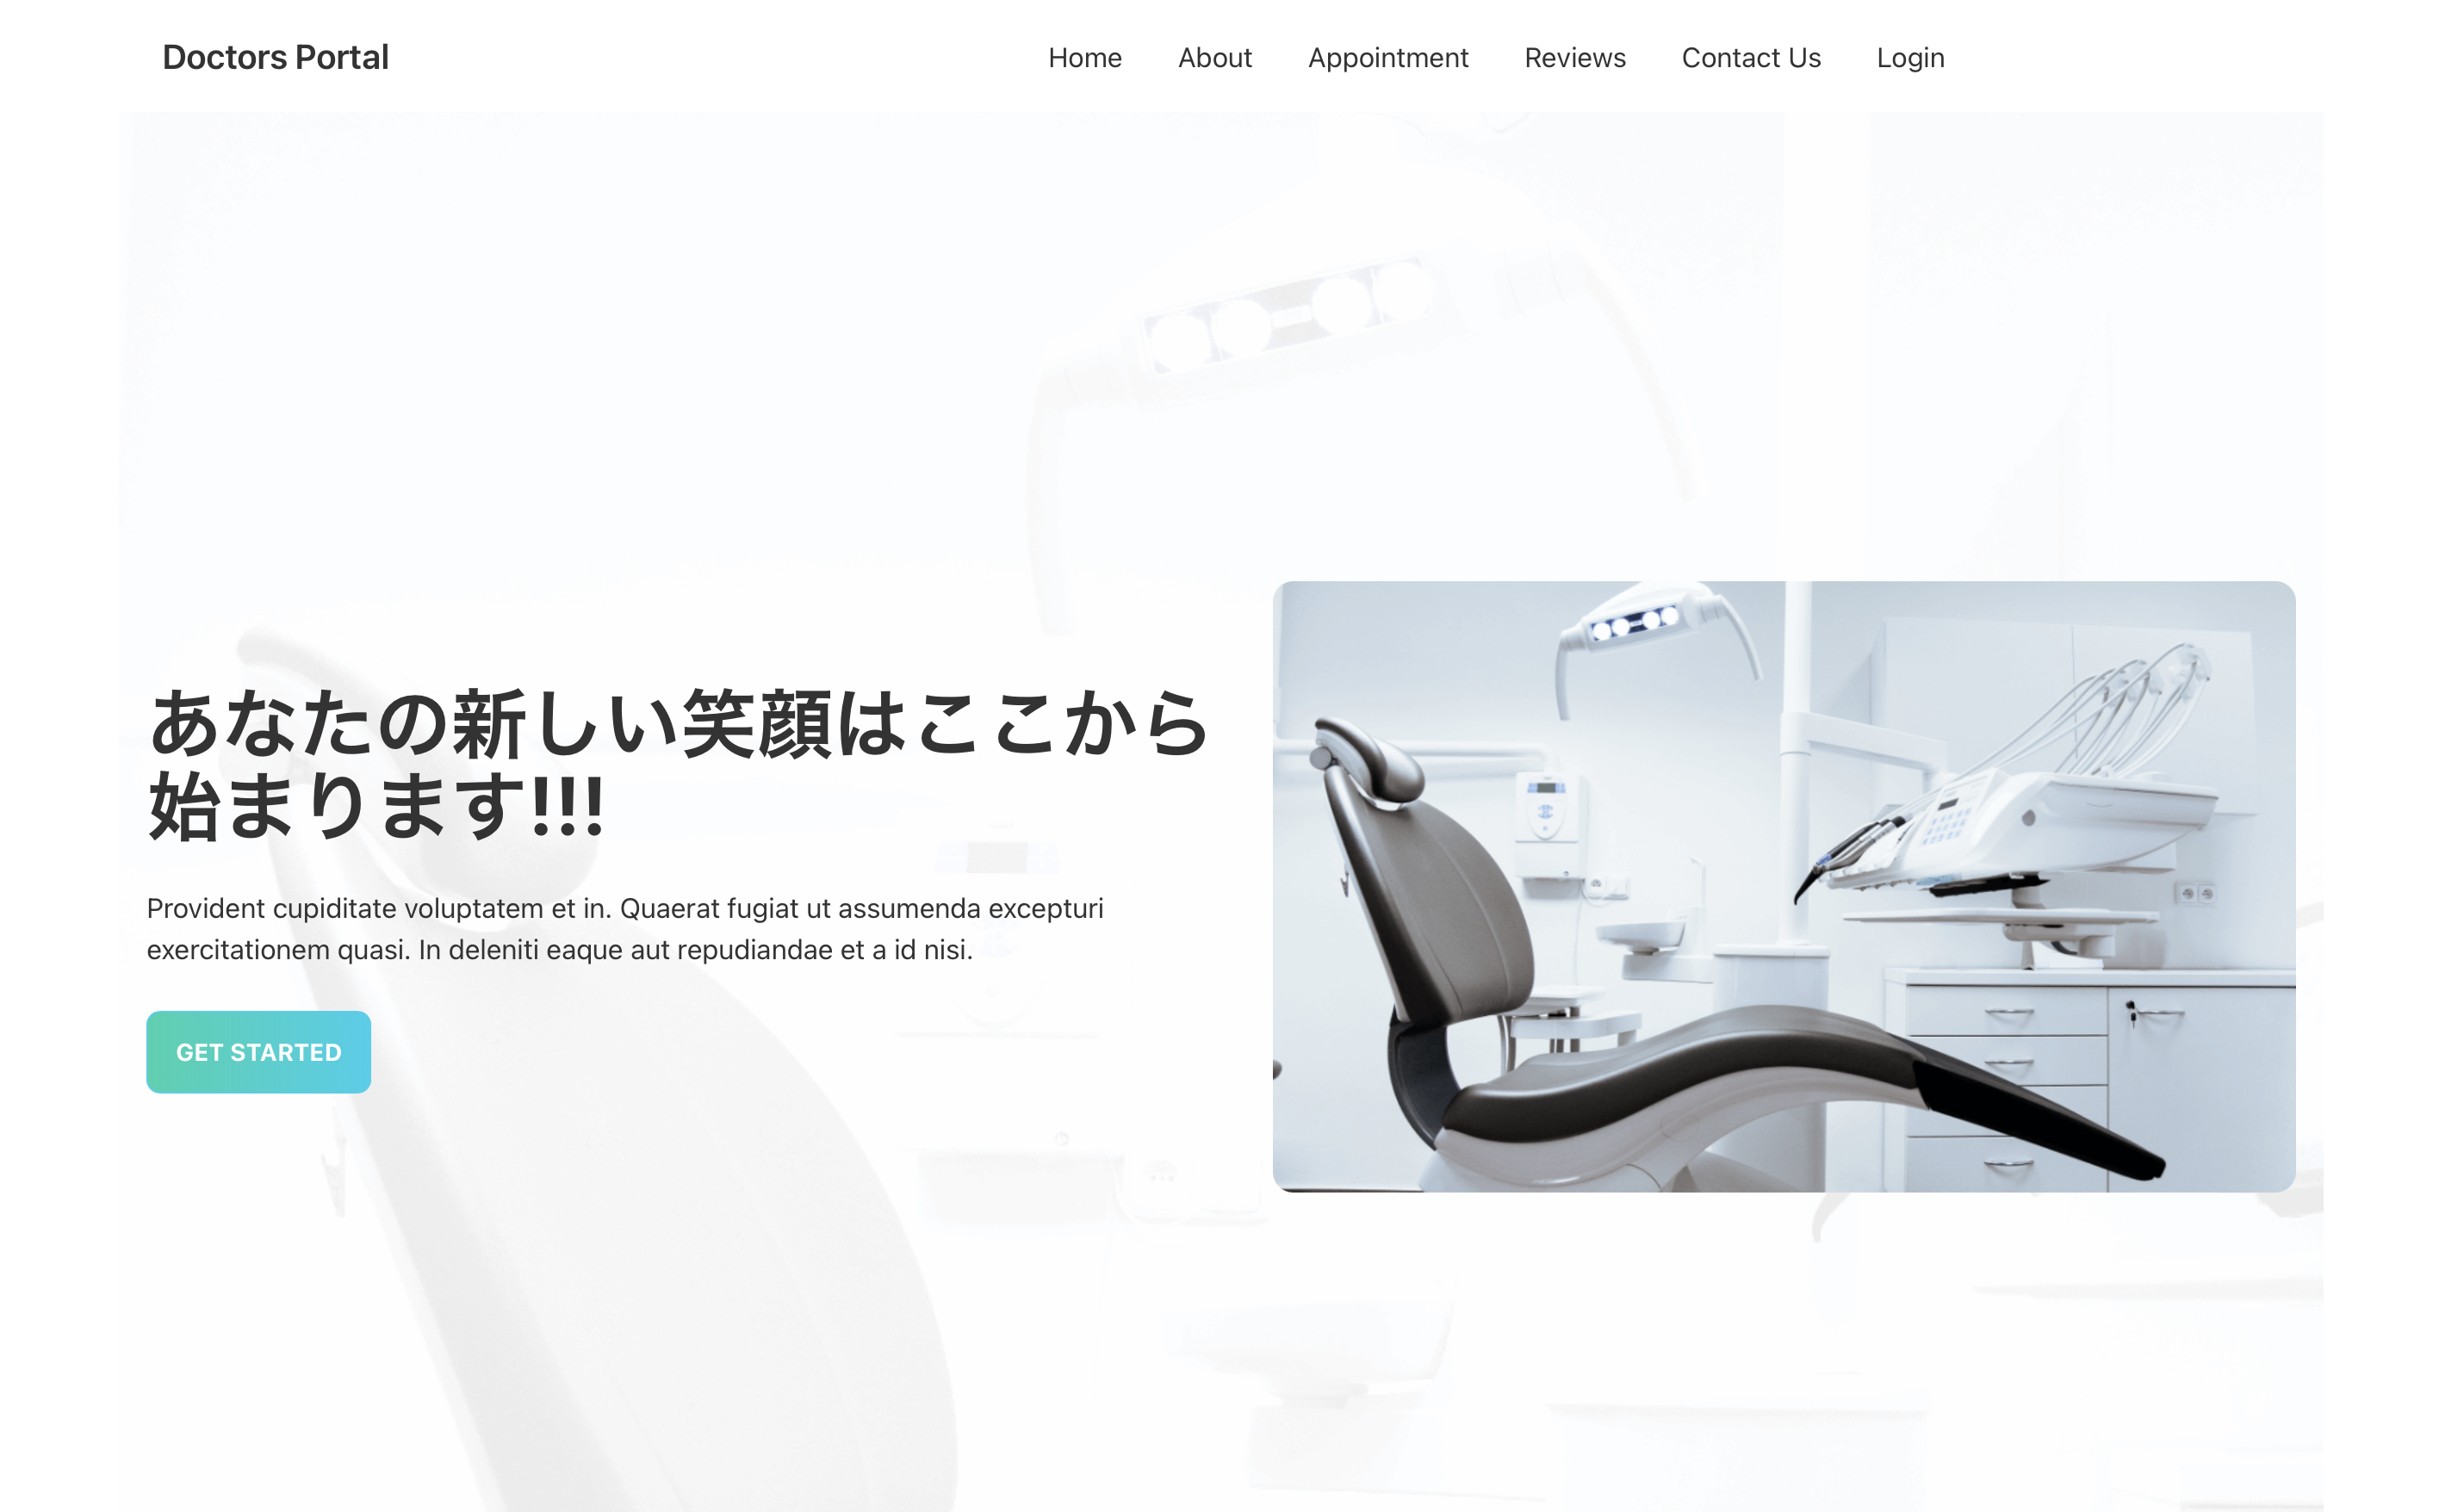 Doctors Portal
Home
About
Appointment
Reviews
Contact Us
Login
あなたの新しい笑顔はここから
始まります!!!
Provident cupiditate voluptatem et in. Quaerat fugiat ut assumenda excepturi
exercitationem quasi. In deleniti eaque aut repudiandae et a id nisi.
GET STARTED